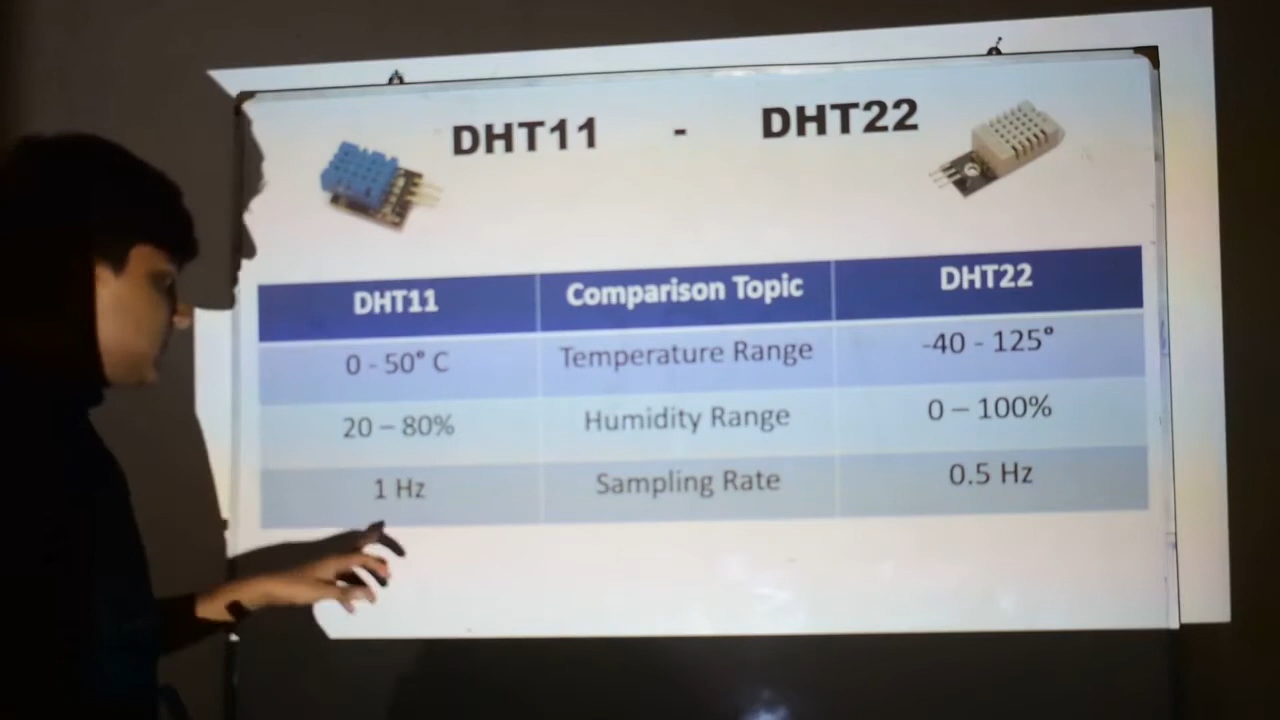 DHT11 - DHT22
DHT11 Comparison Topic DHT22
0 - 50° C Temperature Range -40 - 125°
20 – 80% Humidity Range 0 – 100%
1 Hz Sampling Rate 0.5 Hz